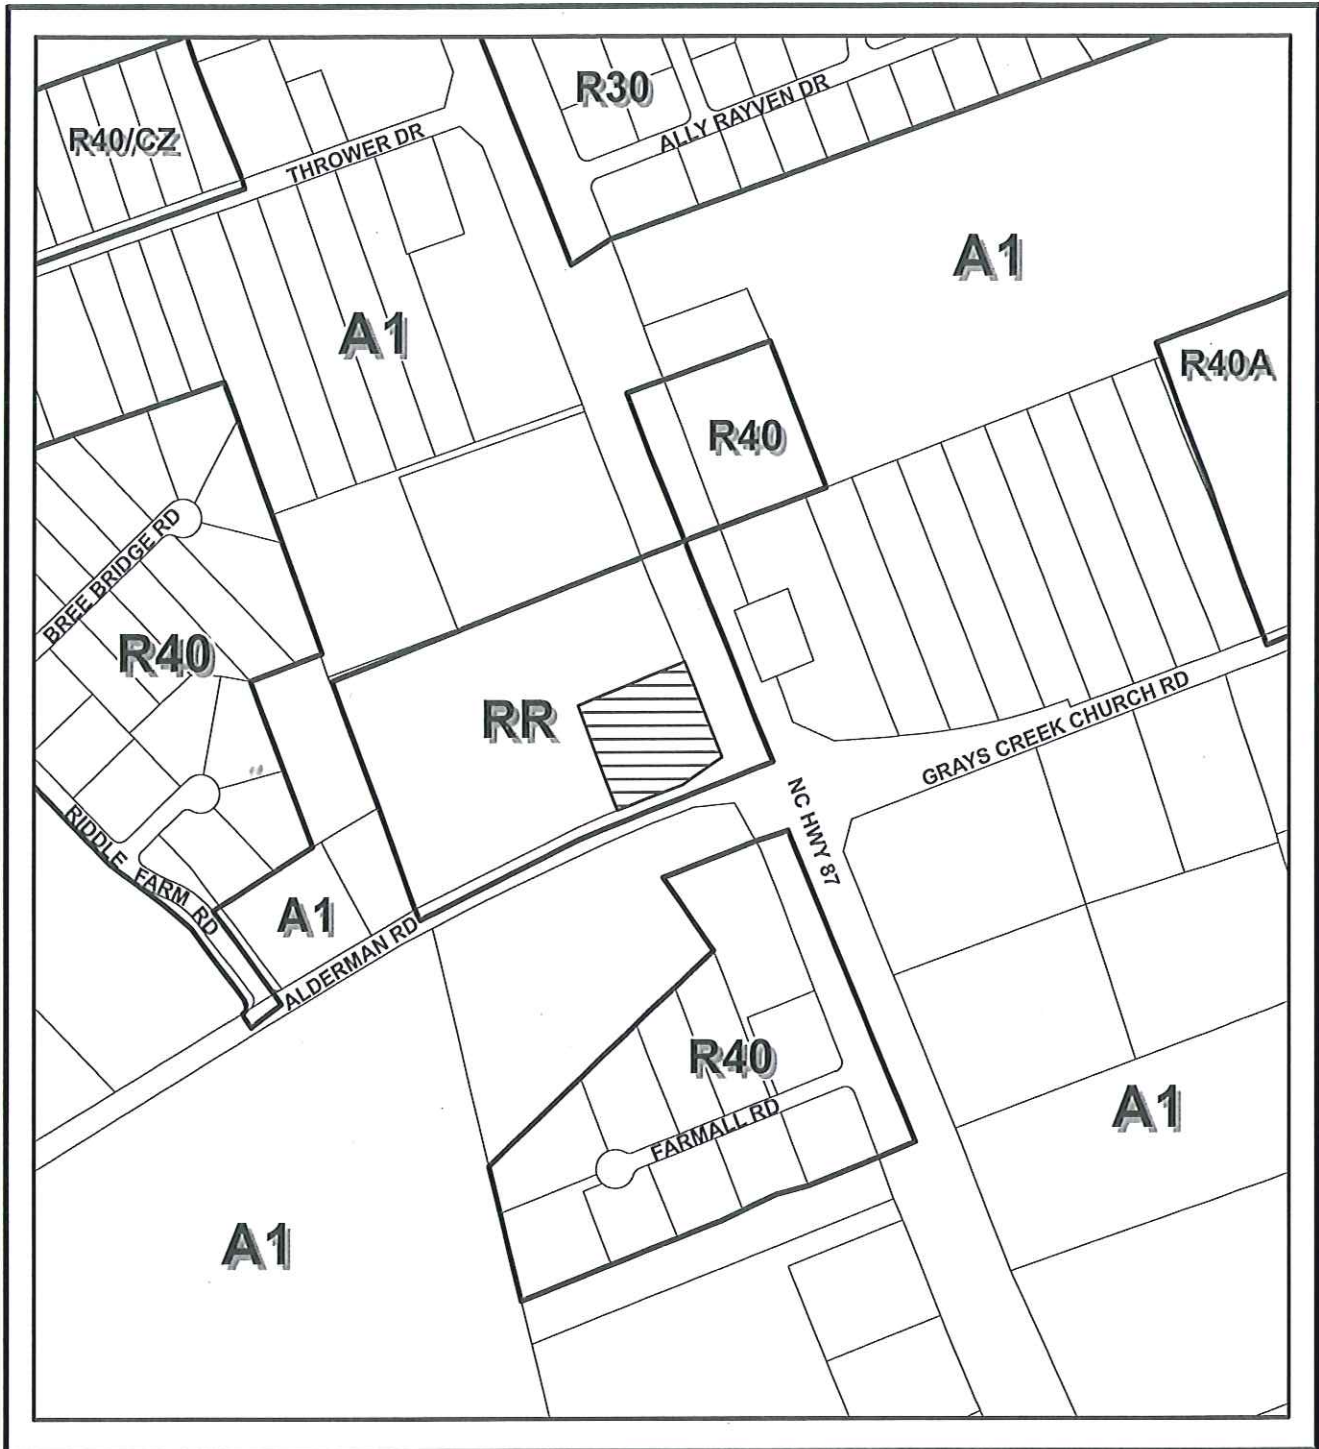 R30
R40/CZ
THROWER DR
ALLY RAYVEN DR
A1
A1
R40A
R40
BREE BRIDGE RD
R40
RR
GRAYS CREEK CHURCH RD
NC HWY 87
RIDDLE FARM RD
A1
ALDERMAN RD
R40
FARMALL RD
A1
A1